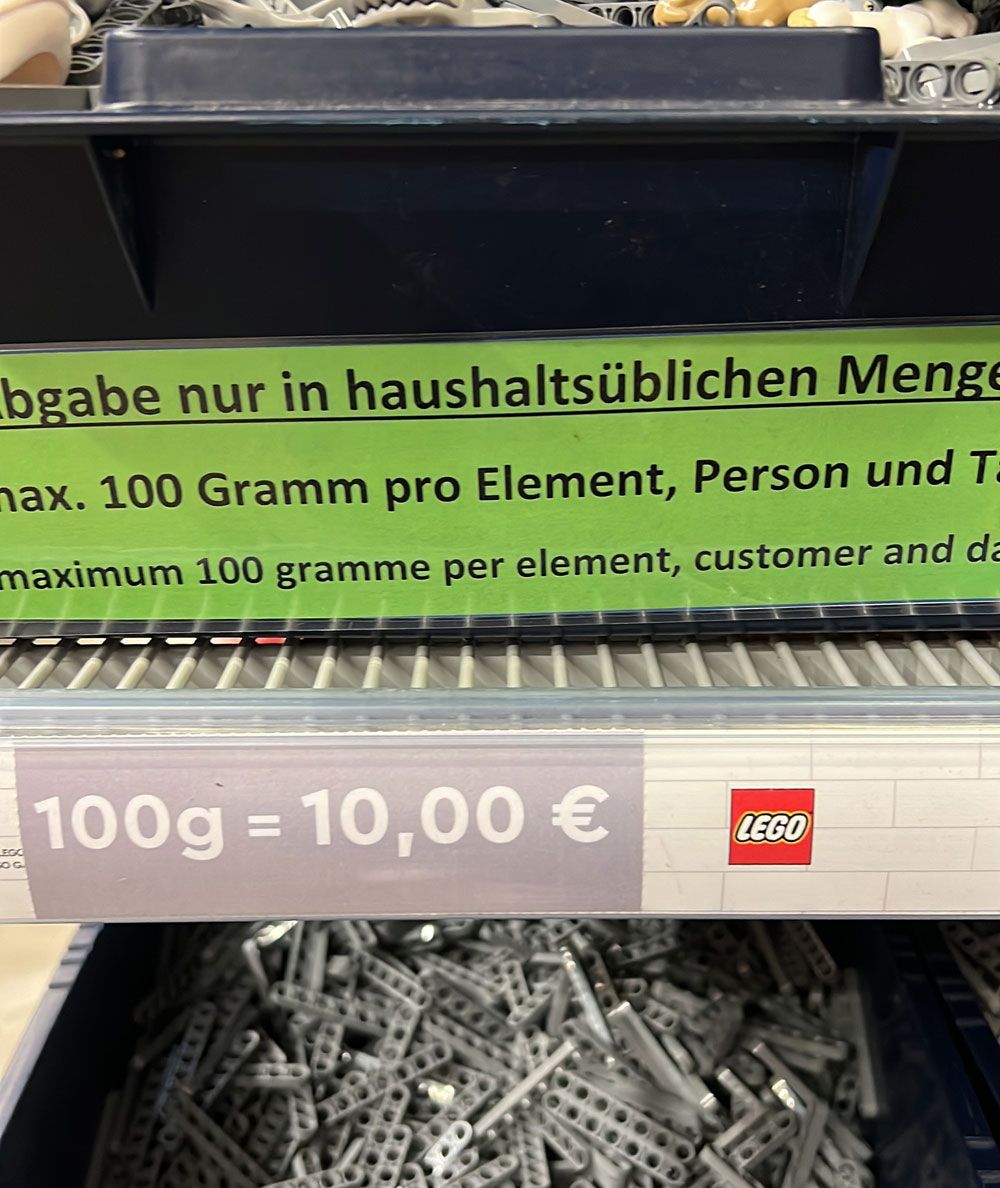 bgabe nur in haushaltsüblichen Menge
max. 100 Gramm pro Element, Person und T
maximum 100 gramme per element, customer and da
100g = 10,00 €
LEGO